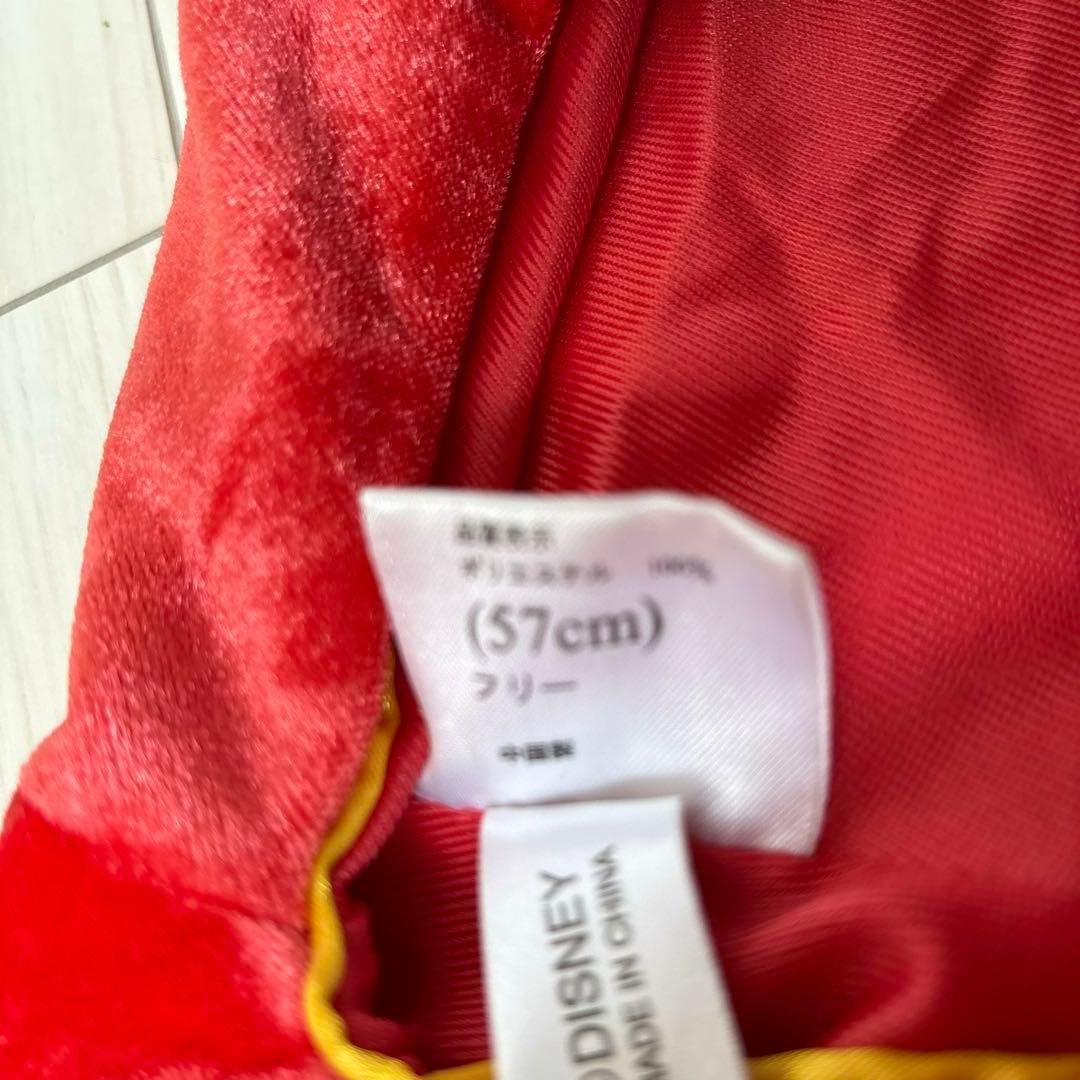 品質表示
ポリエステル 100%
(57cm)
フリー
中国製
©DISNEY
MADE IN CHINA